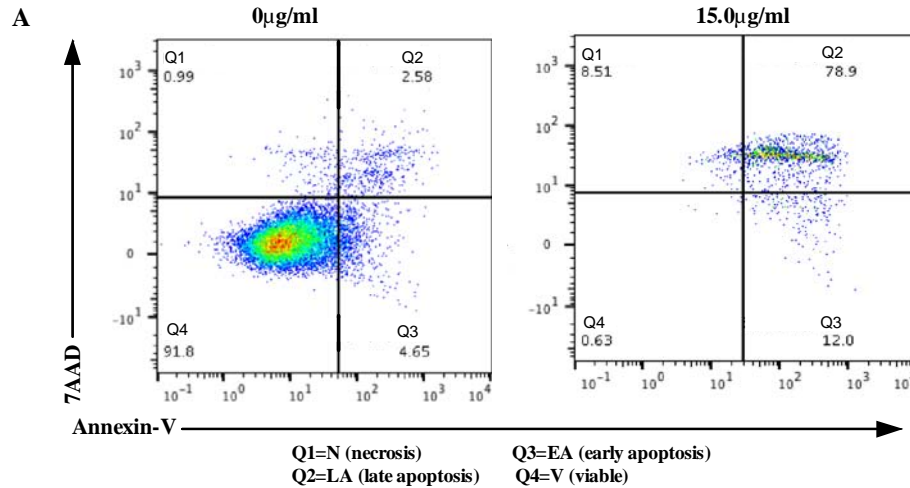 A
0µg/ml
15.0µg/ml
Q1
0.99
Q2
2.58
Q4
91.8
Q3
4.65
10³
10²
10¹
0
-10¹
10⁻¹ 10⁰ 10¹ 10² 10³ 10⁴
Q1
8.51
Q2
78.9
Q4
0.63
Q3
12.0
10³
10²
10¹
0
-10¹
10⁻¹ 10⁰ 10¹ 10² 10³
7AAD
Annexin-V
Q1=N (necrosis) Q3=EA (early apoptosis)
Q2=LA (late apoptosis) Q4=V (viable)